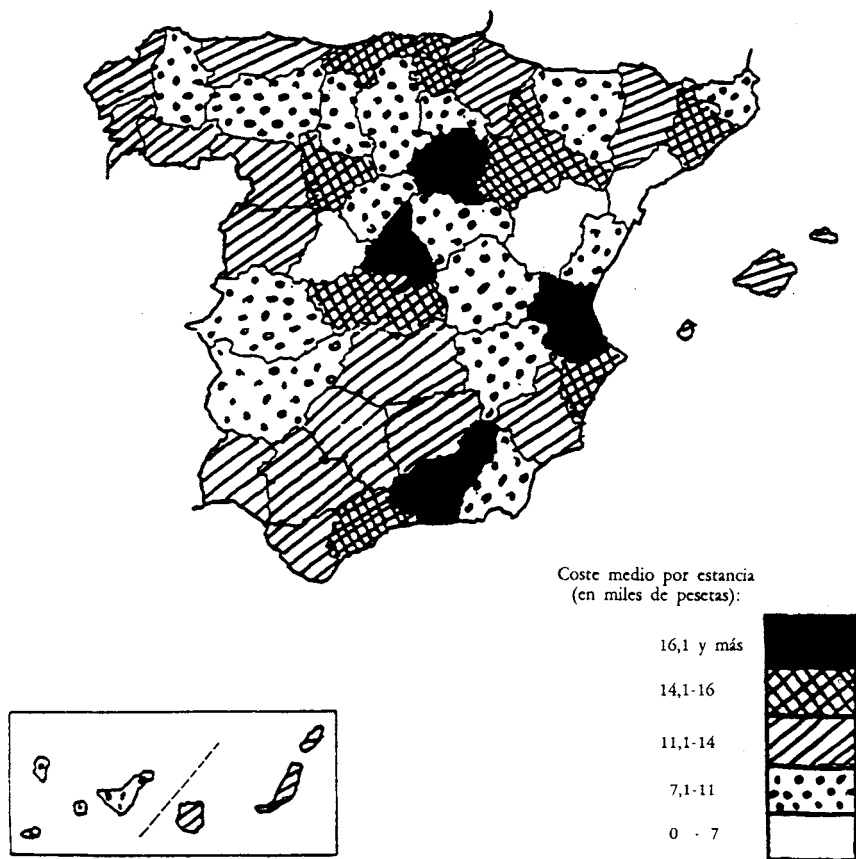 Coste medio por estancia
(en miles de pesetas):
16,1 y más
14,1-16
11,1-14
7,1-11
0 - 7